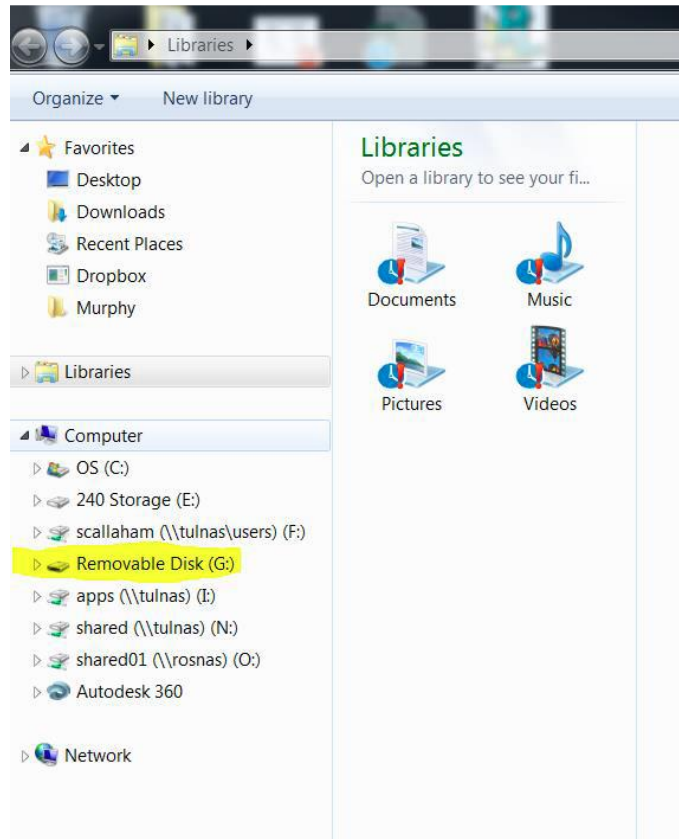 Libraries
Organize New library
Favorites
Desktop
Downloads
Recent Places
Dropbox
Murphy
Libraries
Computer
OS (C:)
240 Storage (E:)
scallaham (\\tulnas\users) (F:)
Removable Disk (G:)
apps (\\tulnas) (I:)
shared (\\tulnas) (N:)
shared01 (\\rosnas) (O:)
Autodesk 360
Network
Libraries
Open a library to see your fi...
Documents Music
Pictures Videos